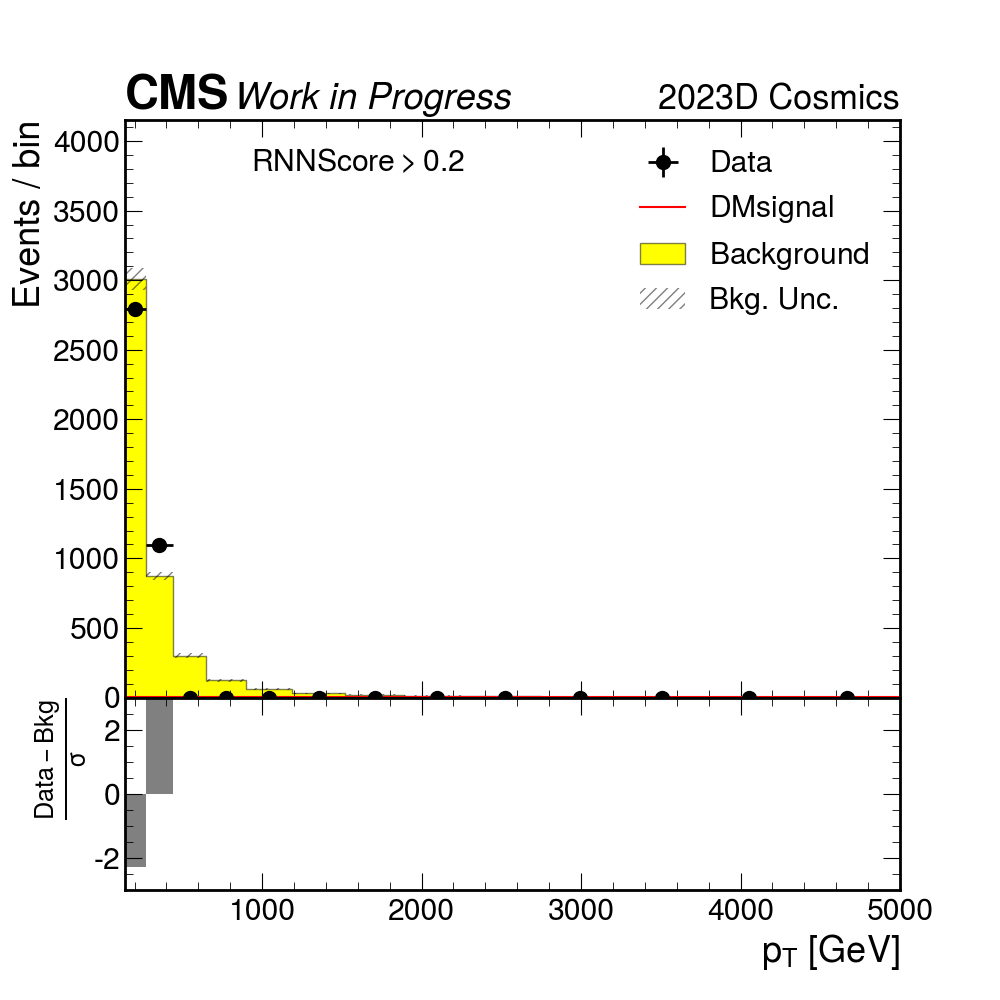 CMS Work in Progress 2023D Cosmics
Events / bin
RNNScore > 0.2
Data
DMsignal
Background
Bkg. Unc.
4000
3500
3000
2500
2000
1500
1000
500
0
Data − Bkg
σ
2
0
-2
1000 2000 3000 4000 5000
pT [GeV]